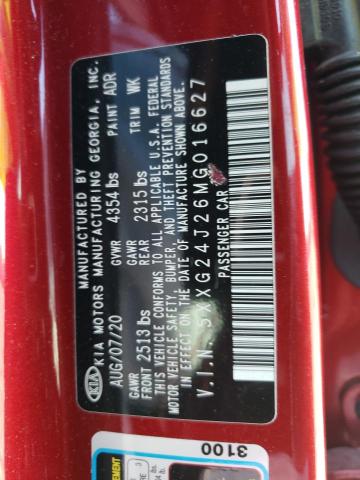 KIA
MANUFACTURED BY
KIA MOTORS MANUFACTURING GEORGIA, INC.
AUG/07/20 GVWR 4354 lbs PAINT ADR
GAWR GAWR
FRONT 2513 lbs REAR 2315 lbs TRIM WK
THIS VEHICLE CONFORMS TO ALL APPLICABLE U.S.A. FEDERAL
MOTOR VEHICLE SAFETY, BUMPER, AND THEFT PREVENTION STANDARDS
IN EFFECT ON THE DATE OF MANUFACTURE SHOWN ABOVE.
V.I.N. 5XXG24J26MG016627
PASSENGER CAR
3100